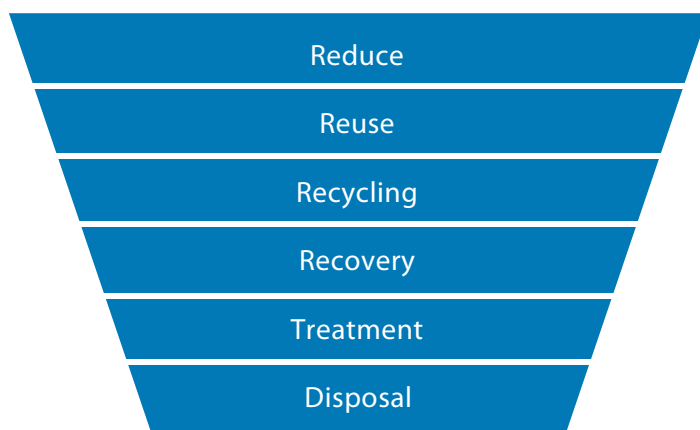 Reduce
Reuse
Recycling
Recovery
Treatment
Disposal